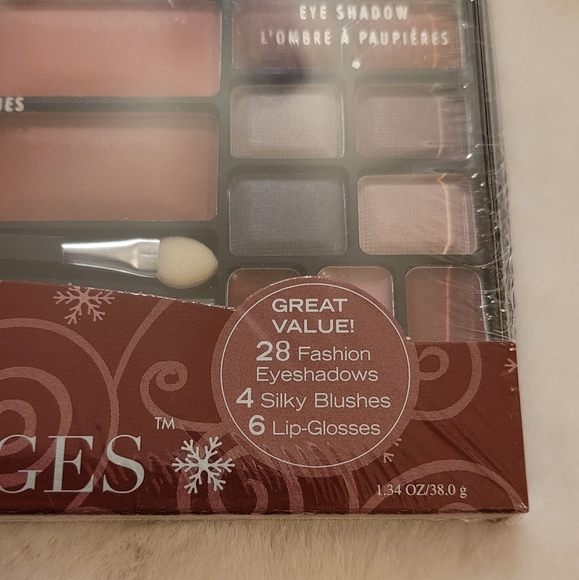 EYE SHADOW
L'OMBRE À PAUPIÈRES
GREAT
VALUE!
28 Fashion
Eyeshadows
4 Silky Blushes
6 Lip-Glosses
GES™
1.34 OZ/38.0 g